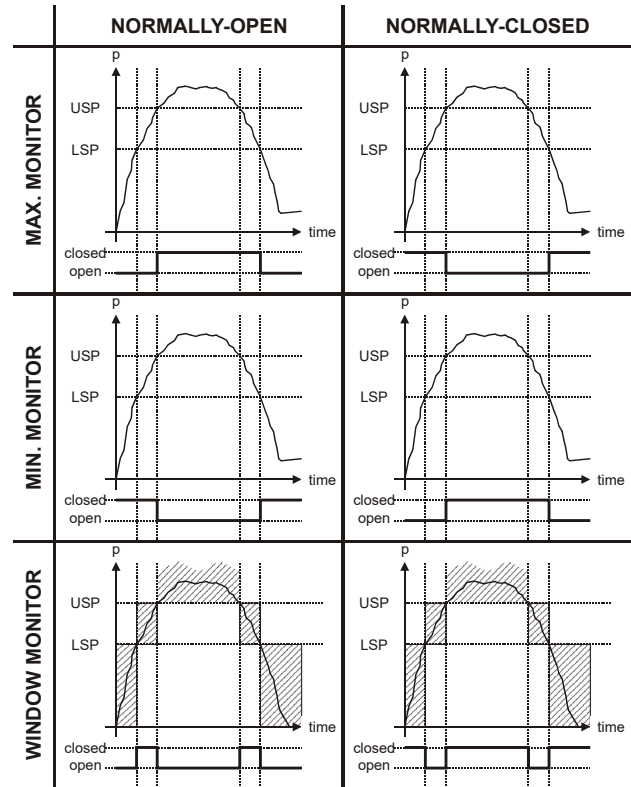 NORMALLY-OPEN NORMALLY-CLOSED
MAX. MONITOR
p p
USP USP
LSP LSP
time time
closed closed
open open
MIN. MONITOR
p p
USP USP
LSP LSP
time time
closed closed
open open
WINDOW MONITOR
p p
USP USP
LSP LSP
time time
closed closed
open open